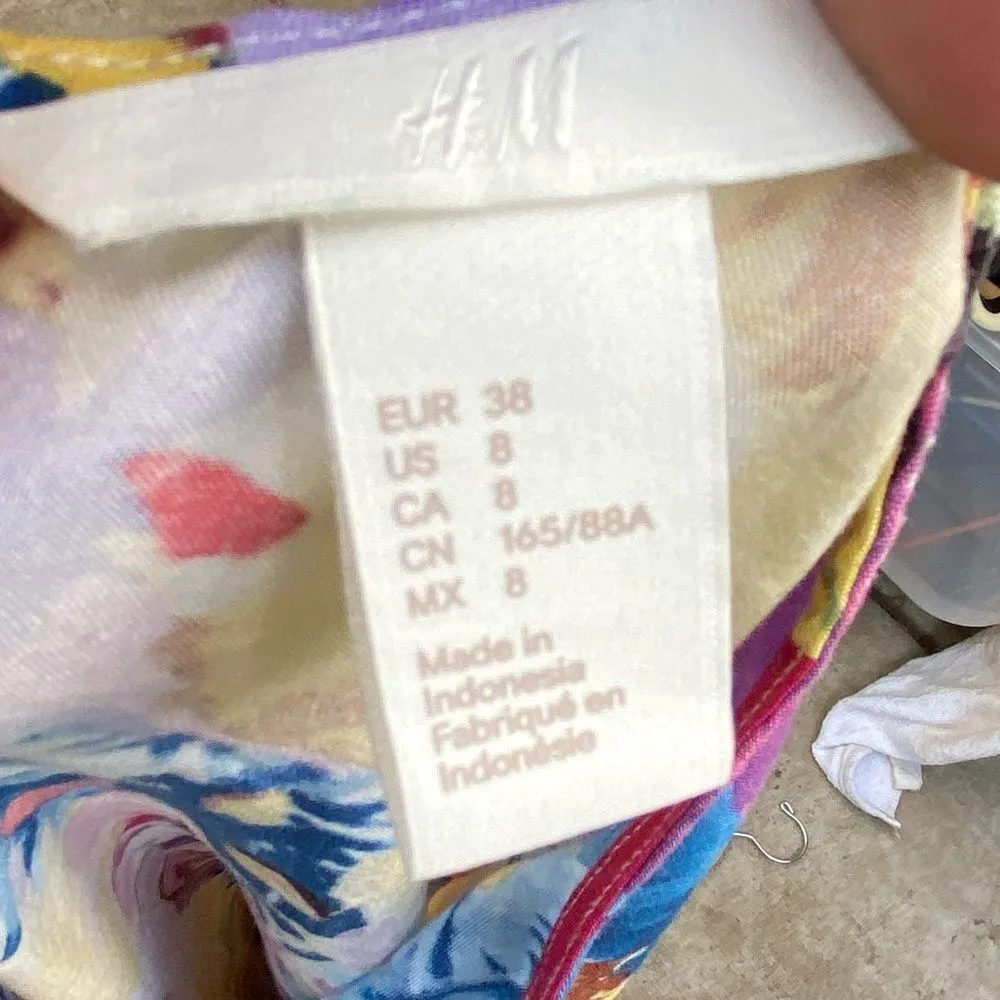 H&M
EUR 38
US 8
CA 8
CN 165/88A
MX 8
Made in
Indonesia
Fabriqué en
Indonésie